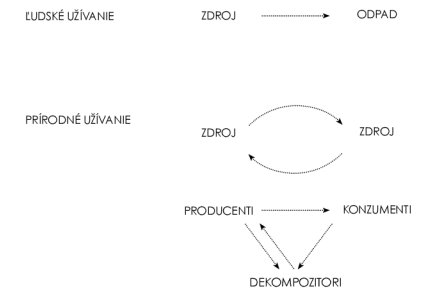 ĽUDSKÉ UŽÍVANIE ZDROJ ODPAD
PRÍRODNÉ UŽÍVANIE
ZDROJ ZDROJ
PRODUCENTI KONZUMENTI
DEKOMPOZITORI